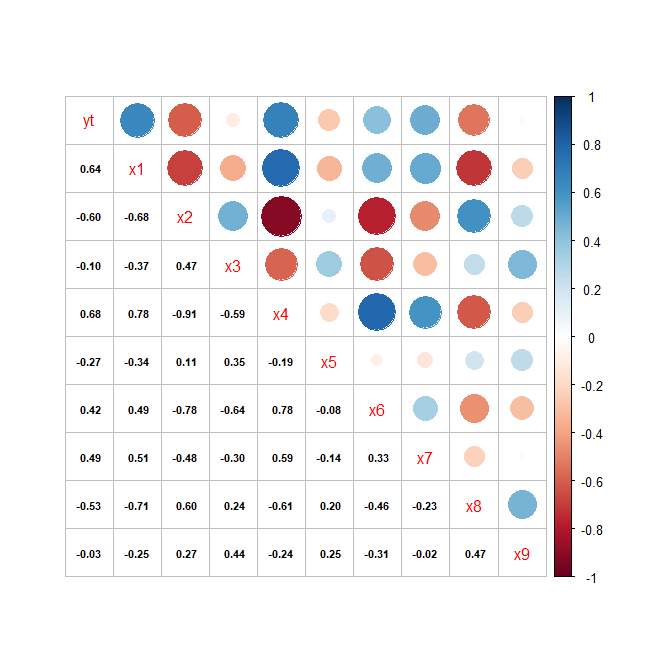 yt
0.64 x1
-0.60 -0.68 x2
-0.10 -0.37 0.47 x3
0.68 0.78 -0.91 -0.59 x4
-0.27 -0.34 0.11 0.35 -0.19 x5
0.42 0.49 -0.78 -0.64 0.78 -0.08 x6
0.49 0.51 -0.48 -0.30 0.59 -0.14 0.33 x7
-0.53 -0.71 0.60 0.24 -0.61 0.20 -0.46 -0.23 x8
-0.03 -0.25 0.27 0.44 -0.24 0.25 -0.31 -0.02 0.47 x9
1
0.8
0.6
0.4
0.2
0
-0.2
-0.4
-0.6
-0.8
-1